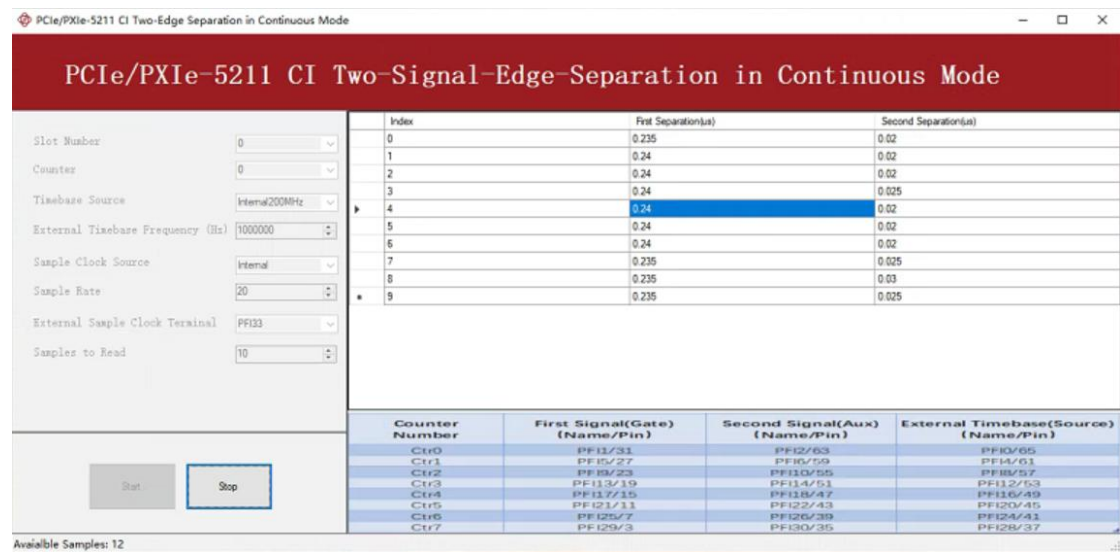 PCIe/PXIe-5211 CI Two-Edge Separation in Continuous Mode
PCIe/PXIe-5211 CI Two-Signal-Edge-Separation in Continuous Mode
Slot Number 0
Counter 0
Timebase Source Internal200MHz
External Timebase Frequency (Hz) 1000000
Sample Clock Source Internal
Sample Rate 20
External Sample Clock Terminal PFI33
Samples to Read 10
Start
Stop
Index First Separation(us) Second Separation(us)
0 0.235 0.02
1 0.24 0.02
2 0.24 0.02
3 0.24 0.025
4 0.24 0.02
5 0.24 0.02
6 0.24 0.02
7 0.235 0.025
8 0.235 0.03
9 0.235 0.025
Counter Number First Signal(Gate) (Name/Pin) Second Signal(Aux) (Name/Pin) External Timebase(Source) (Name/Pin)
Ctr0 PFI1/31 PFI2/63 PFI0/65
Ctr1 PFI5/27 PFI6/59 PFI4/61
Ctr2 PFI9/23 PFI10/55 PFI8/57
Ctr3 PFI13/19 PFI14/51 PFI12/53
Ctr4 PFI17/15 PFI18/47 PFI16/49
Ctr5 PFI21/11 PFI22/43 PFI20/45
Ctr6 PFI25/7 PFI26/39 PFI24/41
Ctr7 PFI29/3 PFI30/35 PFI28/37
Avaialble Samples: 12